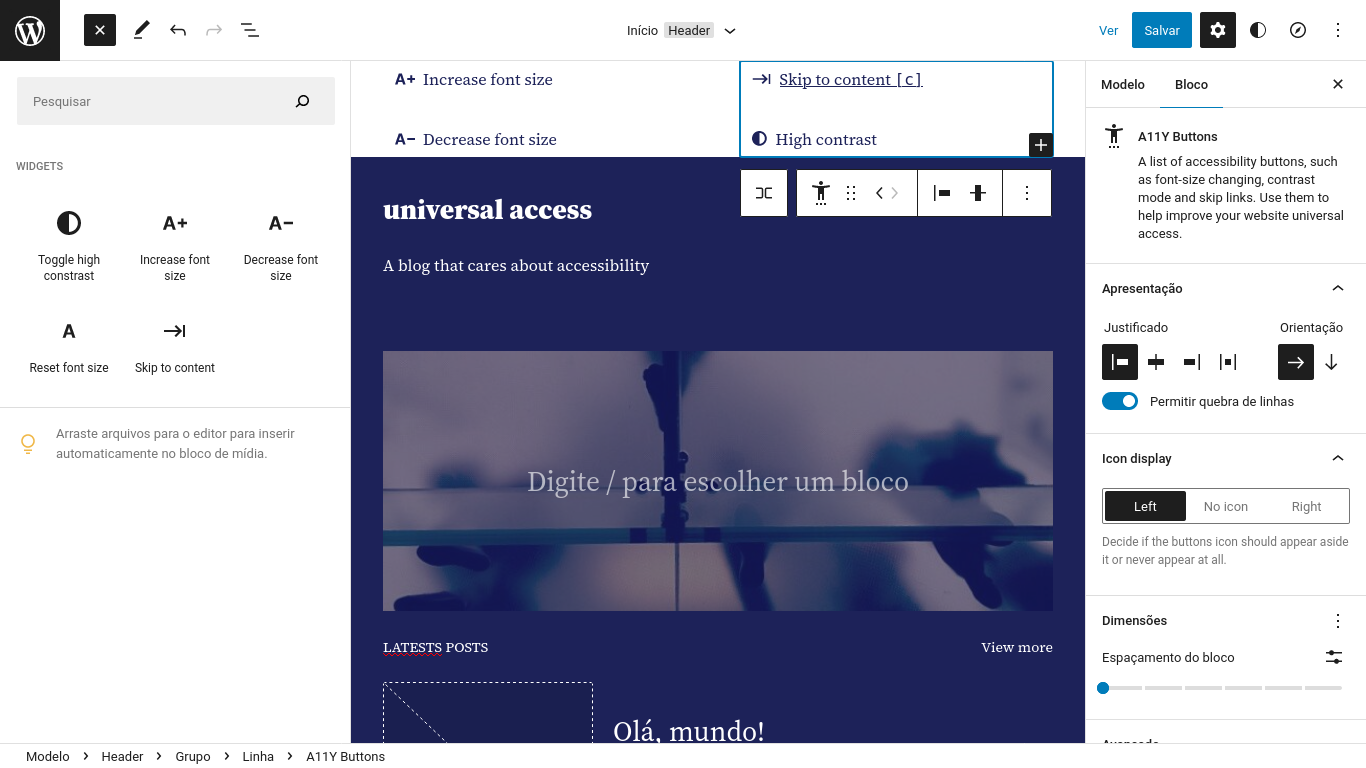 Início Header
Ver
Salvar
Pesquisar
WIDGETS
Toggle high
constrast
Increase font
size
Decrease font
size
Reset font size
Skip to content
Arraste arquivos para o editor para inserir
automaticamente no bloco de mídia.
A+ Increase font size
Skip to content [c]
A− Decrease font size
High contrast
universal access
A blog that cares about accessibility
Digite / para escolher um bloco
LATESTS POSTS
View more
Olá, mundo!
Modelo
Bloco
A11Y Buttons
A list of accessibility buttons, such
as font-size changing, contrast
mode and skip links. Use them to
help improve your website universal
access.
Apresentação
Justificado
Orientação
Permitir quebra de linhas
Icon display
Left
No icon
Right
Decide if the buttons icon should appear aside
it or never appear at all.
Dimensões
Espaçamento do bloco
Modelo > Header > Grupo > Linha > A11Y Buttons